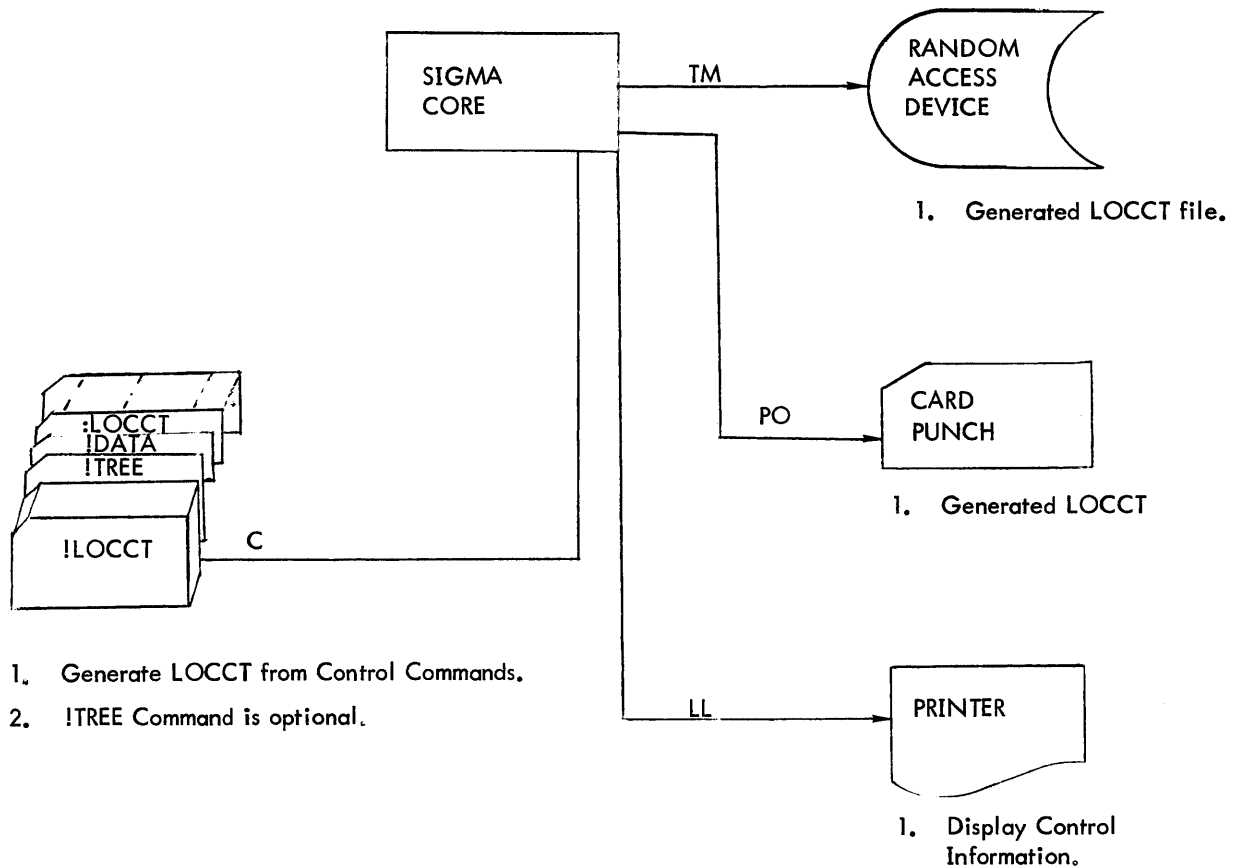 SIGMA
CORE
TM
RANDOM
ACCESS
DEVICE
1. Generated LOCCT file.
PO
CARD
PUNCH
1. Generated LOCCT
:LOCCT
!DATA
!TREE
!LOCCT
C
1. Generate LOCCT from Control Commands.
2. !TREE Command is optional.
LL
PRINTER
1. Display Control
Information.